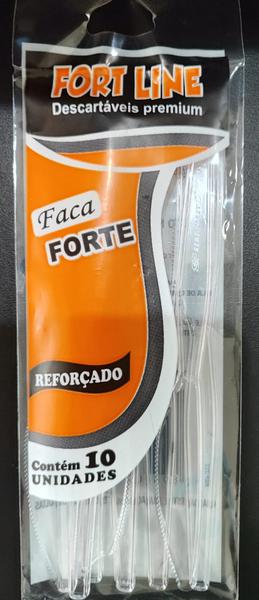 FORT LINE
Descartáveis premium
Faca
FORTE
REFORÇADO
Contém 10
UNIDADES